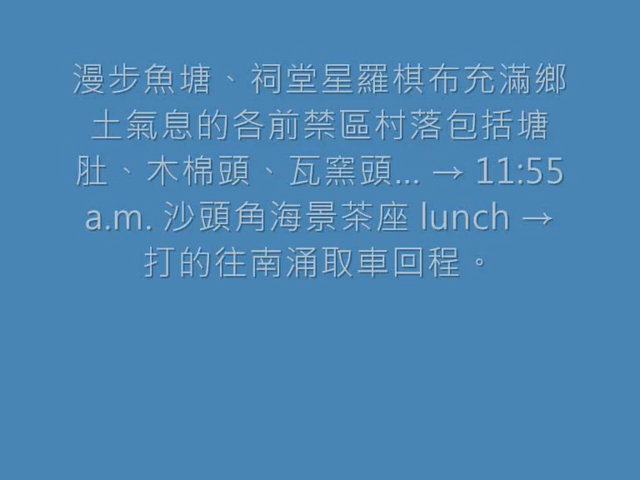 漫步魚塘、祠堂星羅棋布充滿鄉
土氣息的各前禁區村落包括塘
肚、木棉頭、瓦窯頭... → 11:55
a.m. 沙頭角海景茶座 lunch →
打的往南涌取車回程。